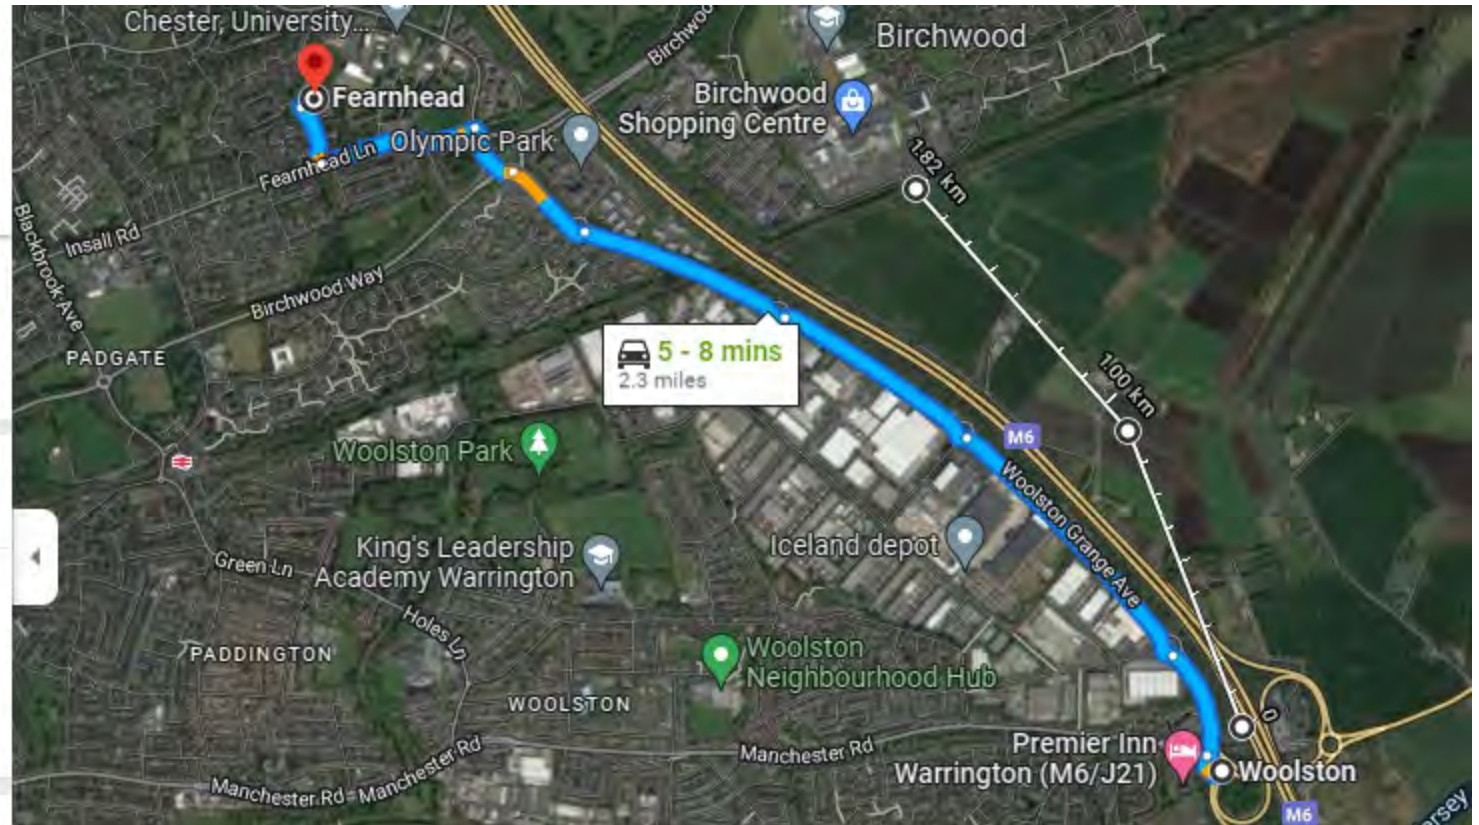 Chester, University...
Birchwoo
Birchwood
Fearnhead
Birchwood
Shopping Centre
Olympic Park
Fearnhead Ln
1.82 km
Insall Rd
Blackbrook Ave
Birchwood Way
PADGATE
5 - 8 mins
2.3 miles
1.00 km
M6
Woolston Park
Woolston Grange Ave
King's Leadership
Academy Warrington
Iceland depot
Green Ln
Holes Ln
PADDINGTON
Woolston
Neighbourhood Hub
WOOLSTON
0
Manchester Rd
Premier Inn
Warrington (M6/J21)
Woolston
Manchester Rd
Manchester Rd
M6
ersey